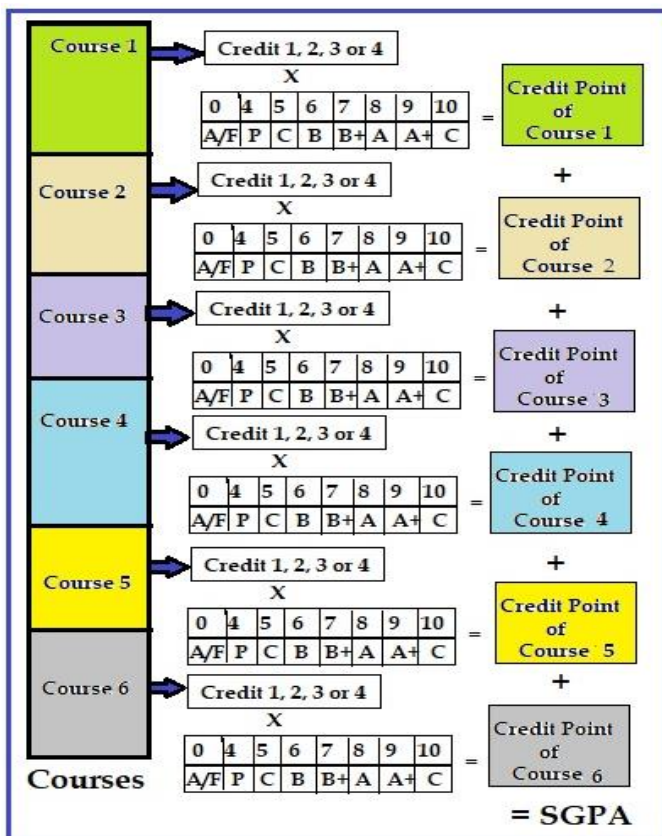 Course 1
Credit 1, 2, 3 or 4
X
0 4 5 6 7 8 9 10
A/F P C B B+ A A+ C
=
Credit Point
of
Course 1
+
Course 2
Credit 1, 2, 3 or 4
X
0 4 5 6 7 8 9 10
A/F P C B B+ A A+ C
=
Credit Point
of
Course 2
+
Course 3
Credit 1, 2, 3 or 4
X
0 4 5 6 7 8 9 10
A/F P C B B+ A A+ C
=
Credit Point
of
Course 3
+
Course 4
Credit 1, 2, 3 or 4
X
0 4 5 6 7 8 9 10
A/F P C B B+ A A+ C
=
Credit Point
of
Course 4
+
Course 5
Credit 1, 2, 3 or 4
X
0 4 5 6 7 8 9 10
A/F P C B B+ A A+ C
=
Credit Point
of
Course 5
+
Course 6
Credit 1, 2, 3 or 4
X
0 4 5 6 7 8 9 10
A/F P C B B+ A A+ C
=
Credit Point
of
Course 6
Courses
= SGPA